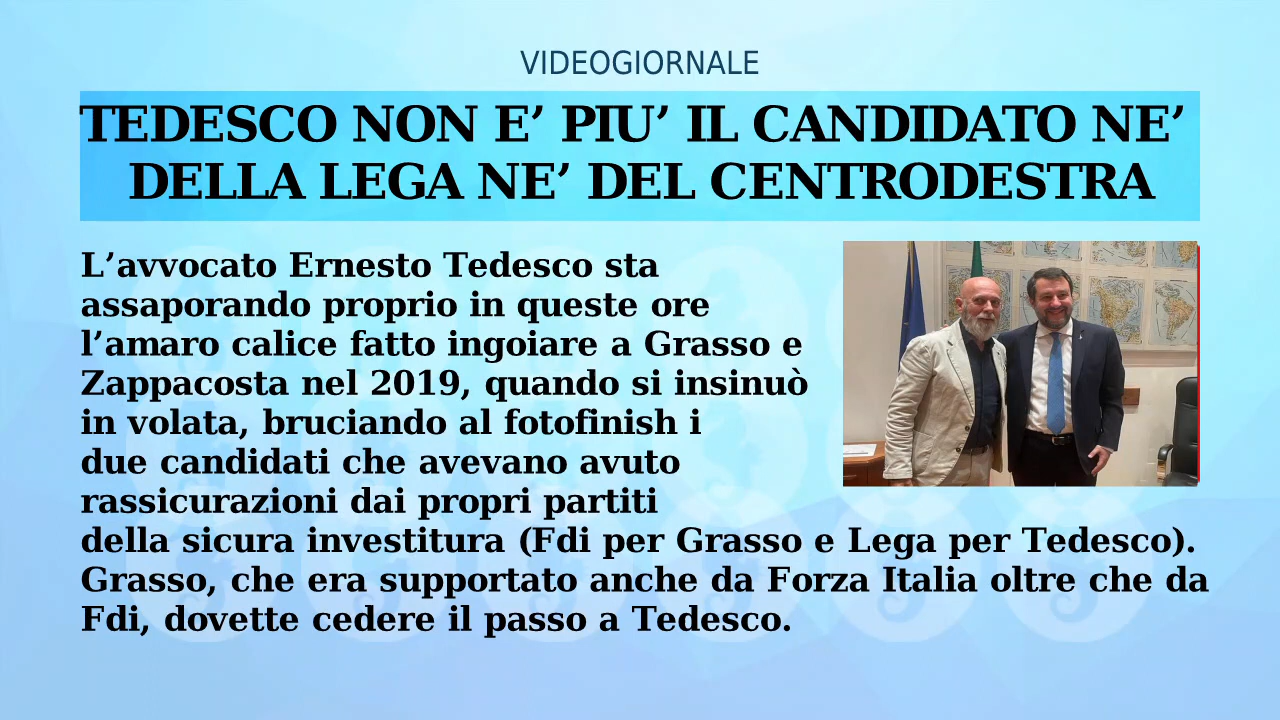 VIDEOGIORNALE
TEDESCO NON E’ PIU’ IL CANDIDATO NE’
DELLA LEGA NE’ DEL CENTRODESTRA
L’avvocato Ernesto Tedesco sta
assaporando proprio in queste ore
l’amaro calice fatto ingoiare a Grasso e
Zappacosta nel 2019, quando si insinuò
in volata, bruciando al fotofinish i
due candidati che avevano avuto
rassicurazioni dai propri partiti
della sicura investitura (Fdi per Grasso e Lega per Tedesco).
Grasso, che era supportato anche da Forza Italia oltre che da
Fdi, dovette cedere il passo a Tedesco.